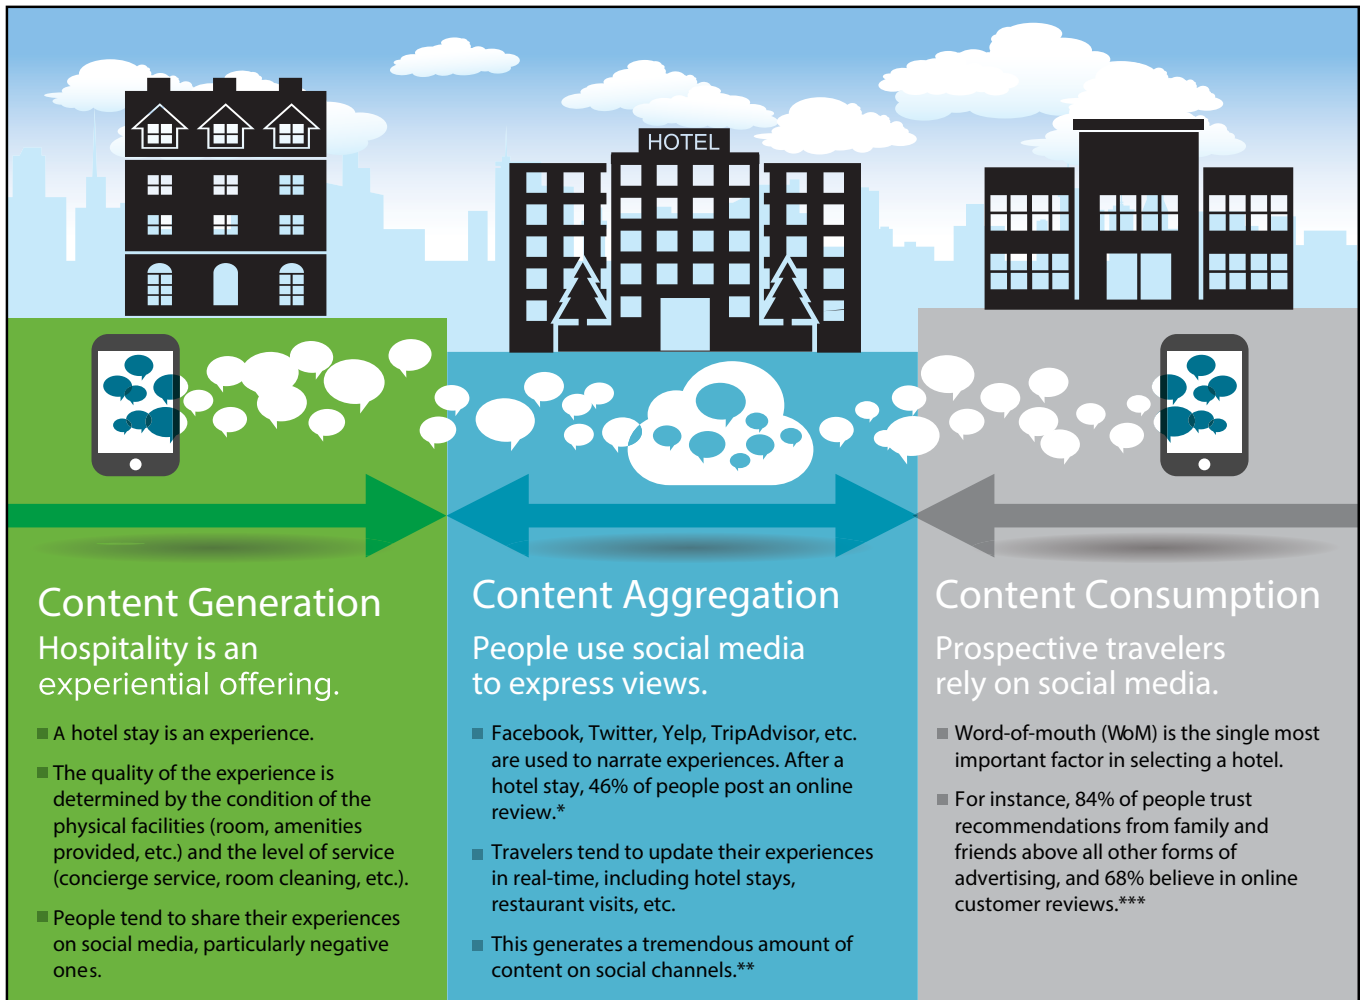 HOTEL
Content Generation
Hospitality is an
experiential offering.
A hotel stay is an experience.
The quality of the experience is
determined by the condition of the
physical facilities (room, amenities
provided, etc.) and the level of service
(concierge service, room cleaning, etc.).
People tend to share their experiences
on social media, particularly negative
ones.
Content Aggregation
People use social media
to express views.
Facebook, Twitter, Yelp, TripAdvisor, etc.
are used to narrate experiences. After a
hotel stay, 46% of people post an online
review.*
Travelers tend to update their experiences
in real-time, including hotel stays,
restaurant visits, etc.
This generates a tremendous amount of
content on social channels.**
Content Consumption
Prospective travelers
rely on social media.
Word-of-mouth (WoM) is the single most
important factor in selecting a hotel.
For instance, 84% of people trust
recommendations from family and
friends above all other forms of
advertising, and 68% believe in online
customer reviews.***